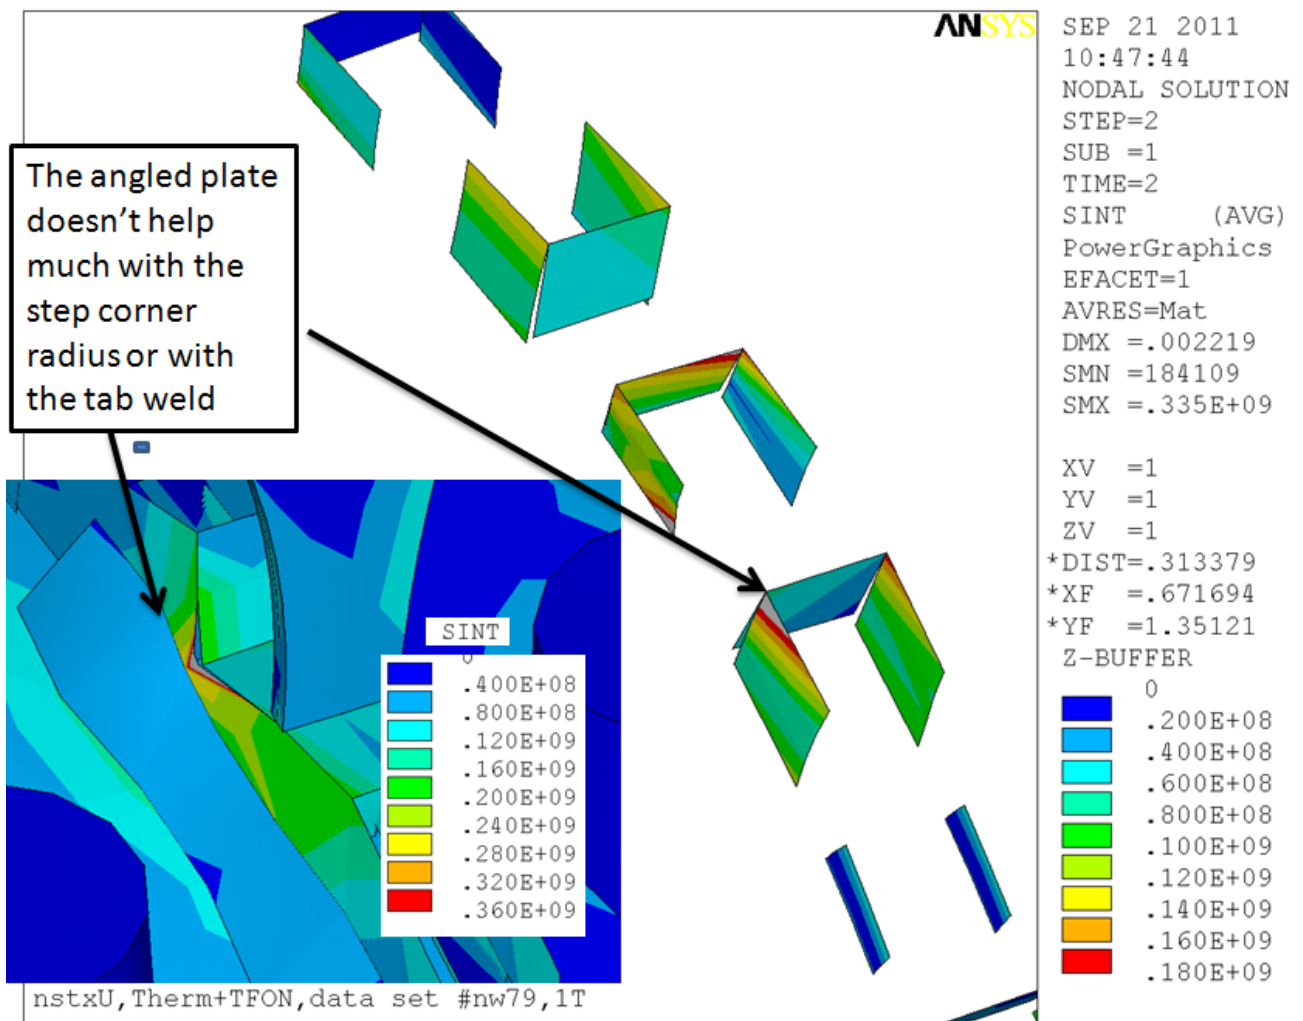 ANSYS
SEP 21 2011
10:47:44
NODAL SOLUTION
STEP=2
SUB =1
TIME=2
SINT (AVG)
PowerGraphics
EFACET=1
AVRES=Mat
DMX =.002219
SMN =184109
SMX =.335E+09
XV =1
YV =1
ZV =1
*DIST=.313379
*XF =.671694
*YF =1.35121
Z-BUFFER
0
.200E+08
.400E+08
.600E+08
.800E+08
.100E+09
.120E+09
.140E+09
.160E+09
.180E+09
The angled plate
doesn't help
much with the
step corner
radius or with
the tab weld
SINT
0
.400E+08
.800E+08
.120E+09
.160E+09
.200E+09
.240E+09
.280E+09
.320E+09
.360E+09
nstxU,Therm+TFON,data set #nw79,1T